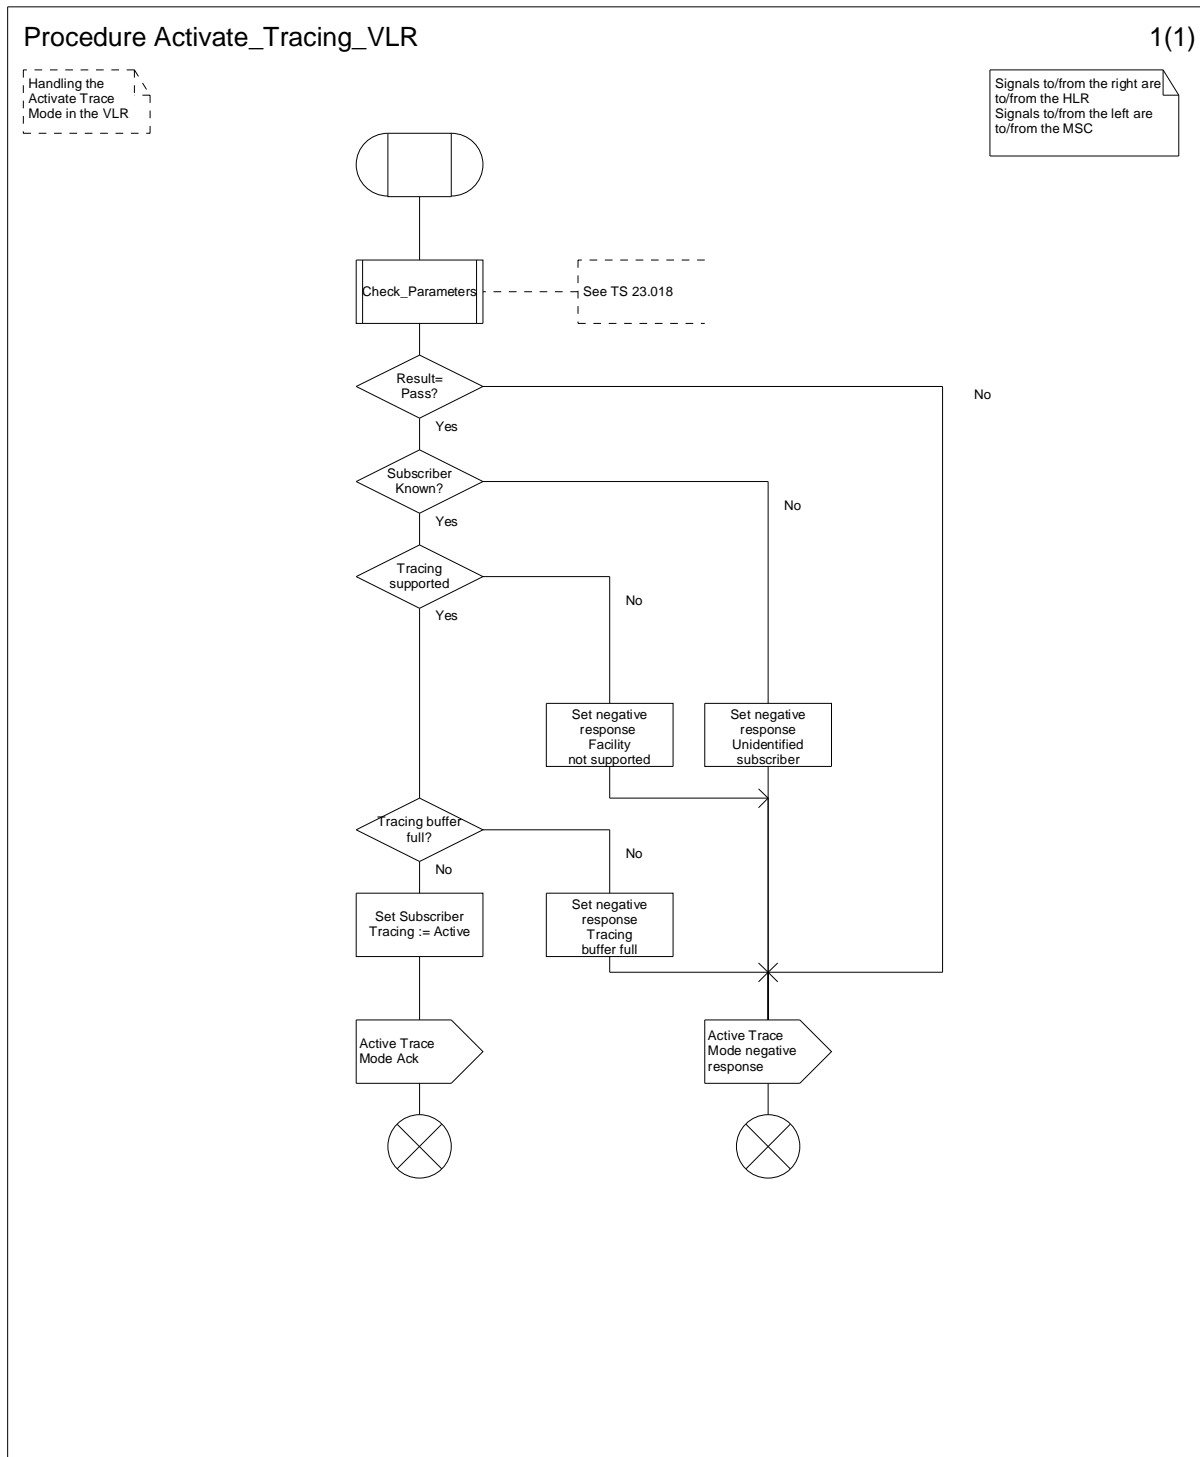 Procedure Activate_Tracing_VLR
1(1)
Handling the
Activate Trace
Mode in the VLR
Signals to/from the right are
to/from the HLR
Signals to/from the left are
to/from the MSC
Check_Parameters
See TS 23.018
Result=
Pass?
No
Yes
Subscriber
Known?
No
Yes
Tracing
supported
No
Yes
Set negative
response
Facility
not supported
Set negative
response
Unidentified
subscriber
Tracing buffer
full?
No
No
Set Subscriber
Tracing := Active
Set negative
response
Tracing
buffer full
Active Trace
Mode Ack
Active Trace
Mode negative
response